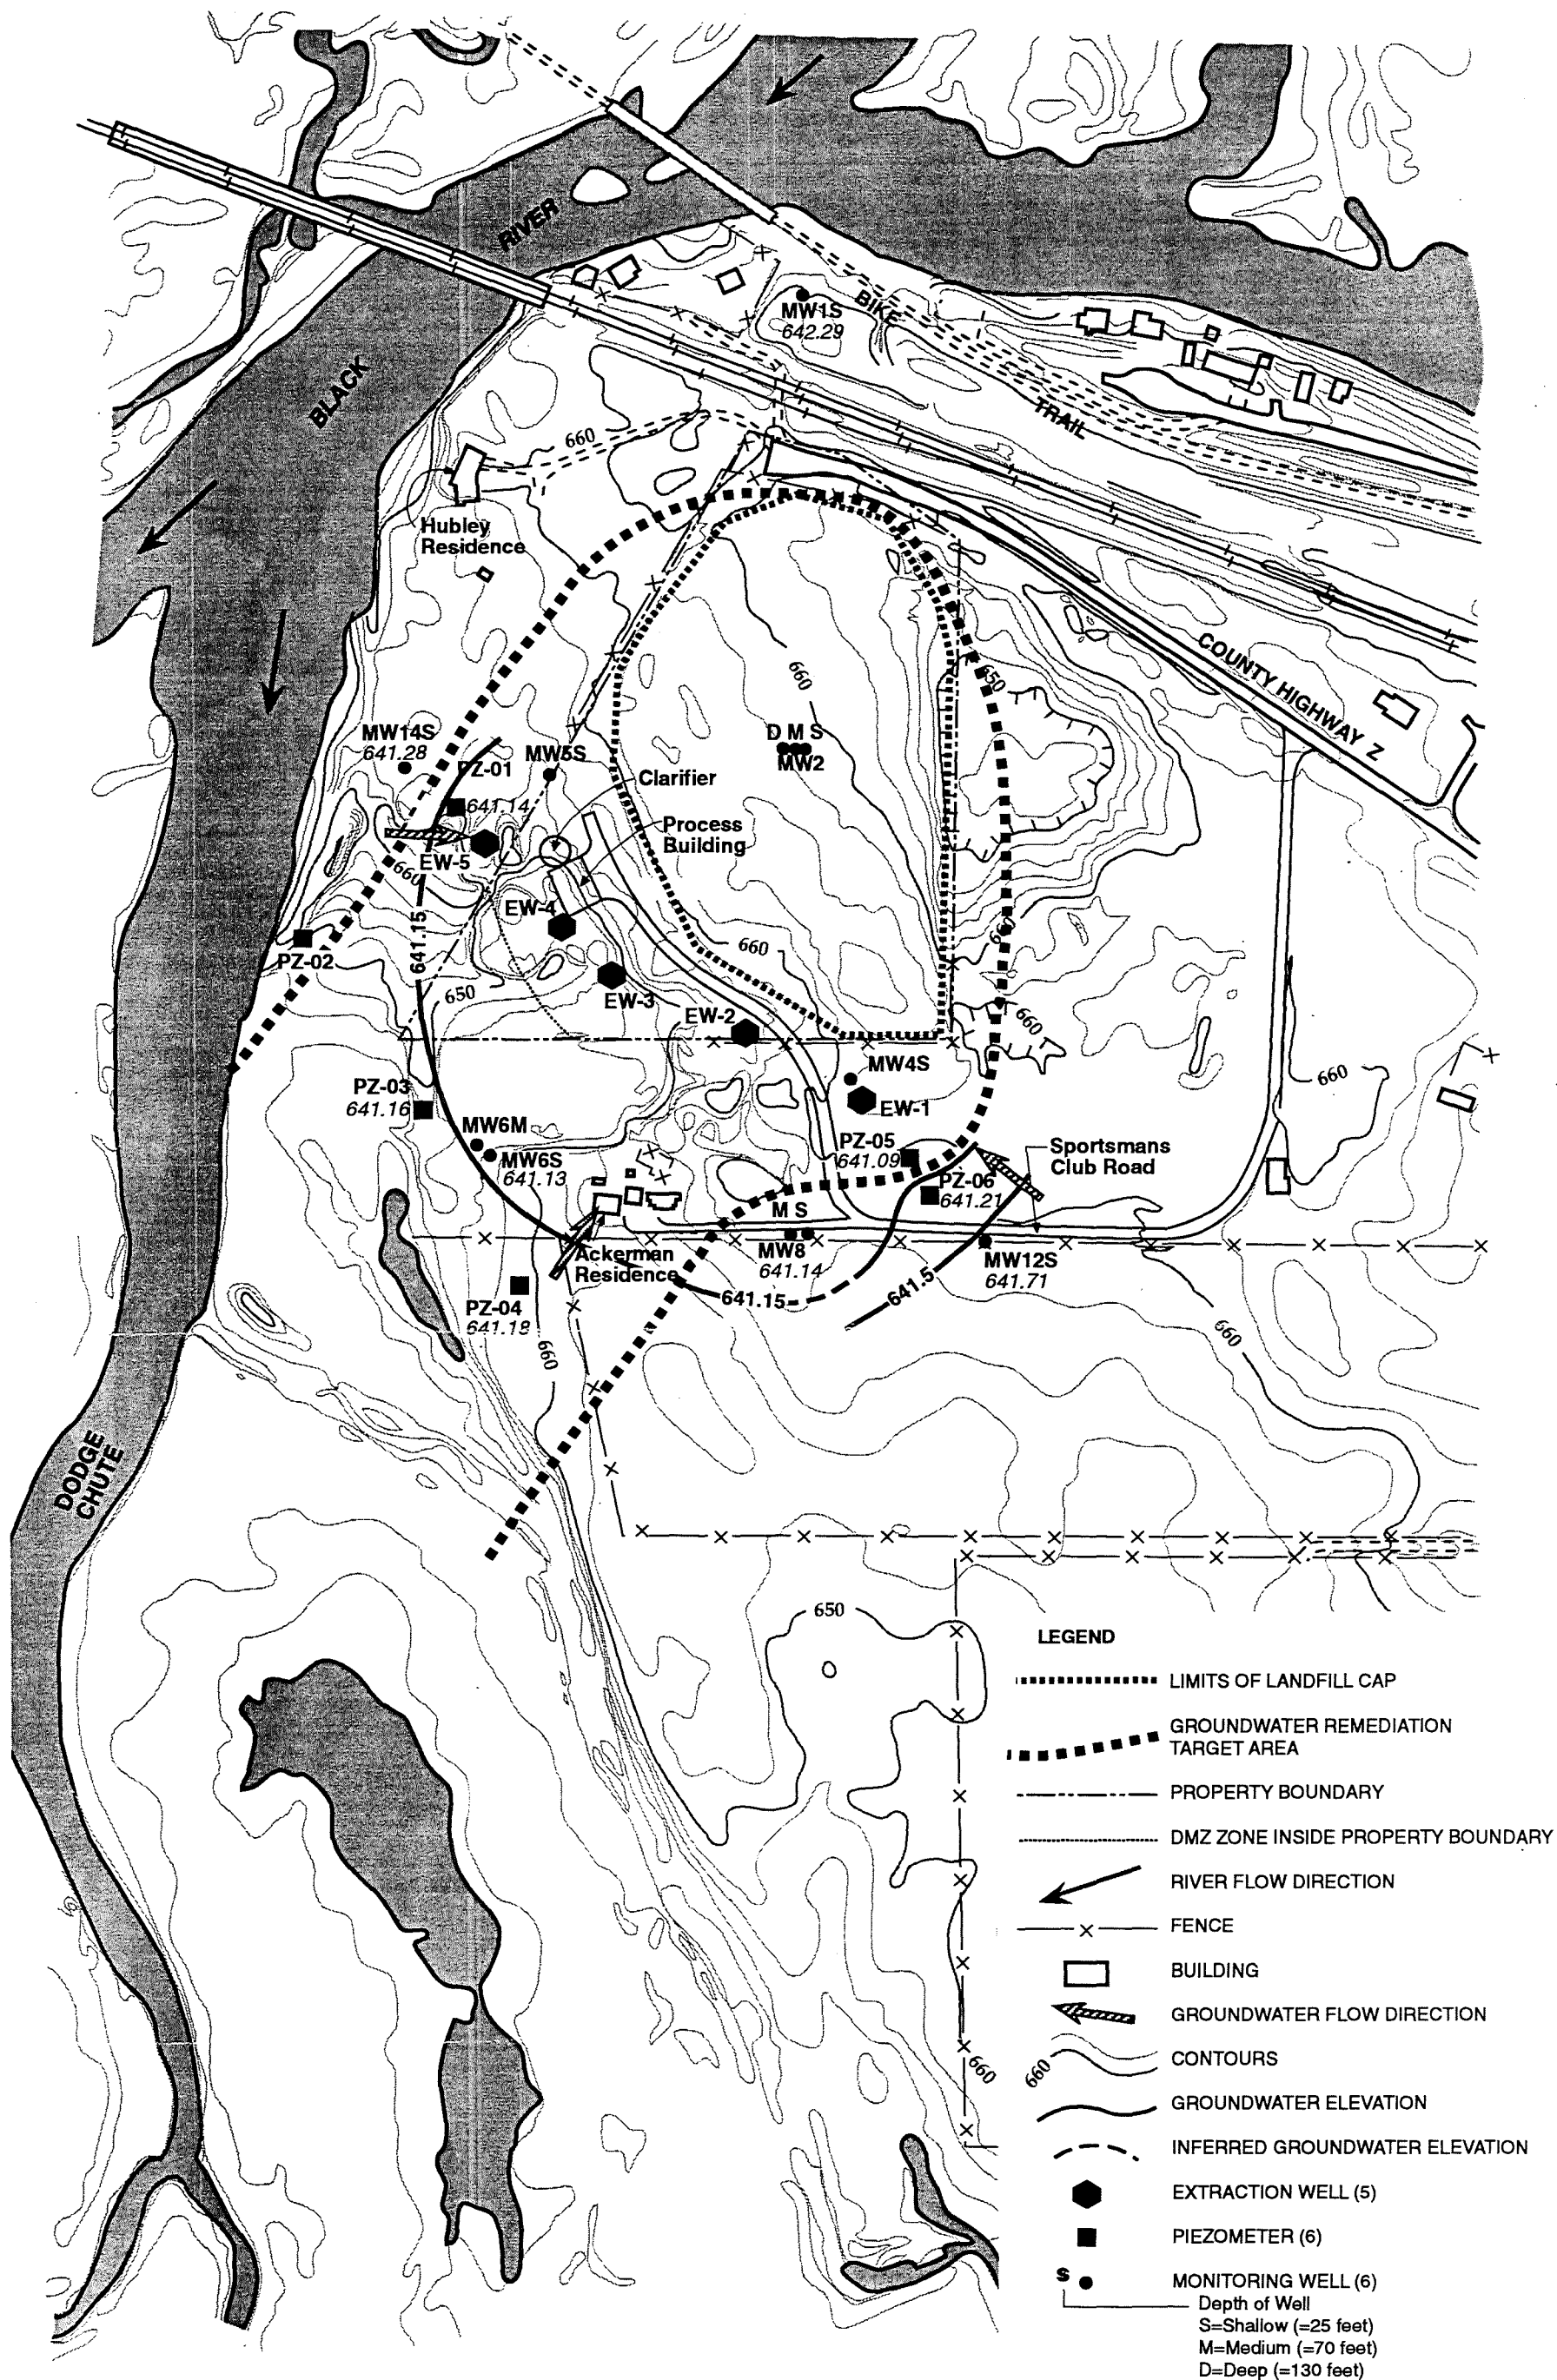 RIVER
BLACK
MW1S
642.29
BIKE
TRAIL
660
Hubley
Residence
COUNTY HIGHWAY Z
660
650
MW14S
641.28
PZ-01
641.14
MW5S
D M S
MW2
Clarifier
Process
Building
EW-5
660
EW-4
641.15
PZ-02
650
EW-3
660
EW-2
660
MW4S
EW-1
660
PZ-03
641.16
MW6M
MW6S
641.13
PZ-05
641.09
Sportsmans
Club Road
PZ-06
641.21
M S
MW8
641.14
MW12S
641.71
Ackerman
Residence
641.15
641.5
PZ-04
641.18
660
660
DODGE
CHUTE
650
660
LEGEND
LIMITS OF LANDFILL CAP
GROUNDWATER REMEDIATION
TARGET AREA
PROPERTY BOUNDARY
DMZ ZONE INSIDE PROPERTY BOUNDARY
RIVER FLOW DIRECTION
FENCE
BUILDING
GROUNDWATER FLOW DIRECTION
660
CONTOURS
GROUNDWATER ELEVATION
INFERRED GROUNDWATER ELEVATION
EXTRACTION WELL (5)
PIEZOMETER (6)
S
MONITORING WELL (6)
Depth of Well
S=Shallow (=25 feet)
M=Medium (=70 feet)
D=Deep (=130 feet)